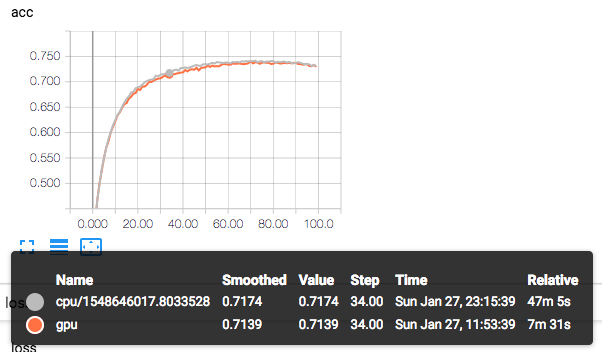 acc
0.750
0.700
0.650
0.600
0.550
0.500
0.000 20.00 40.00 60.00 80.00 100.0
Name Smoothed Value Step Time Relative
cpu/1548646017.8033528 0.7174 0.7174 34.00 Sun Jan 27, 23:15:39 47m 5s
gpu 0.7139 0.7139 34.00 Sun Jan 27, 11:53:39 7m 31s
loss